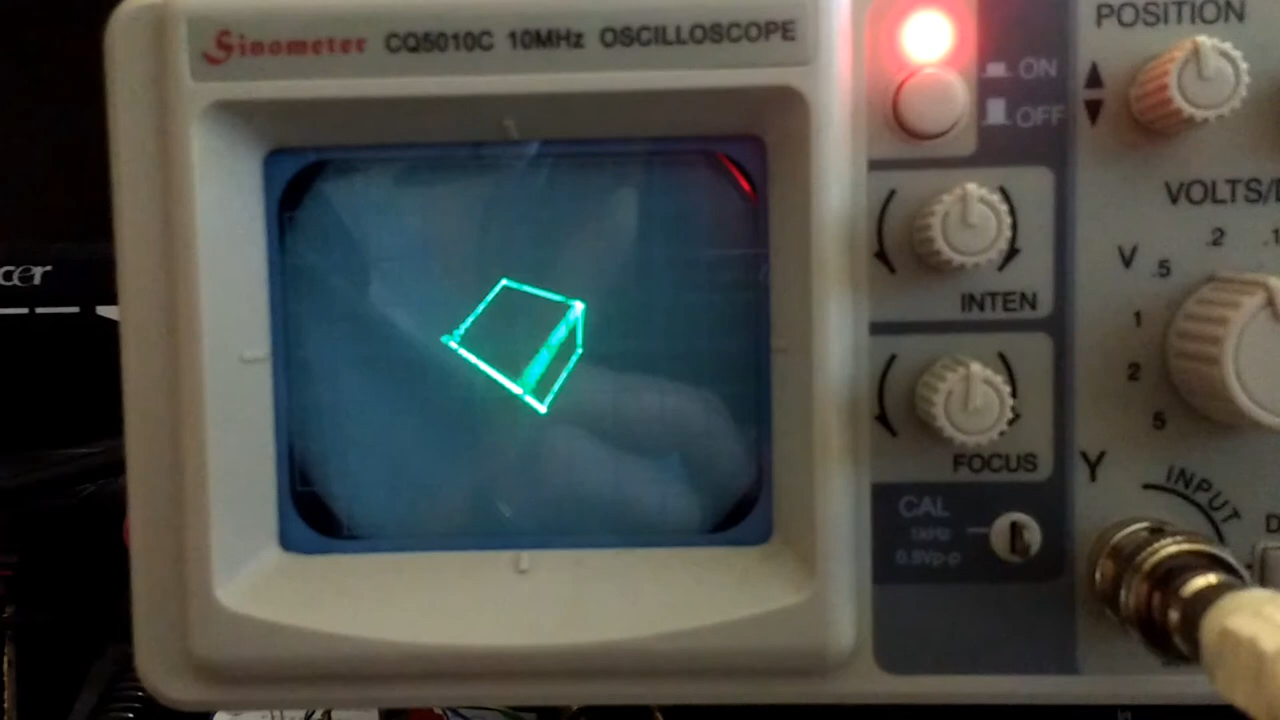 Sinometer CQ5010C 10MHz OSCILLOSCOPE
POSITION
ON
OFF
cer
VOLTS/
V
.5
.2
.1
1
2
5
INTEN
FOCUS
CAL
1kHz
0.5Vp-p
Y
INPUT
D